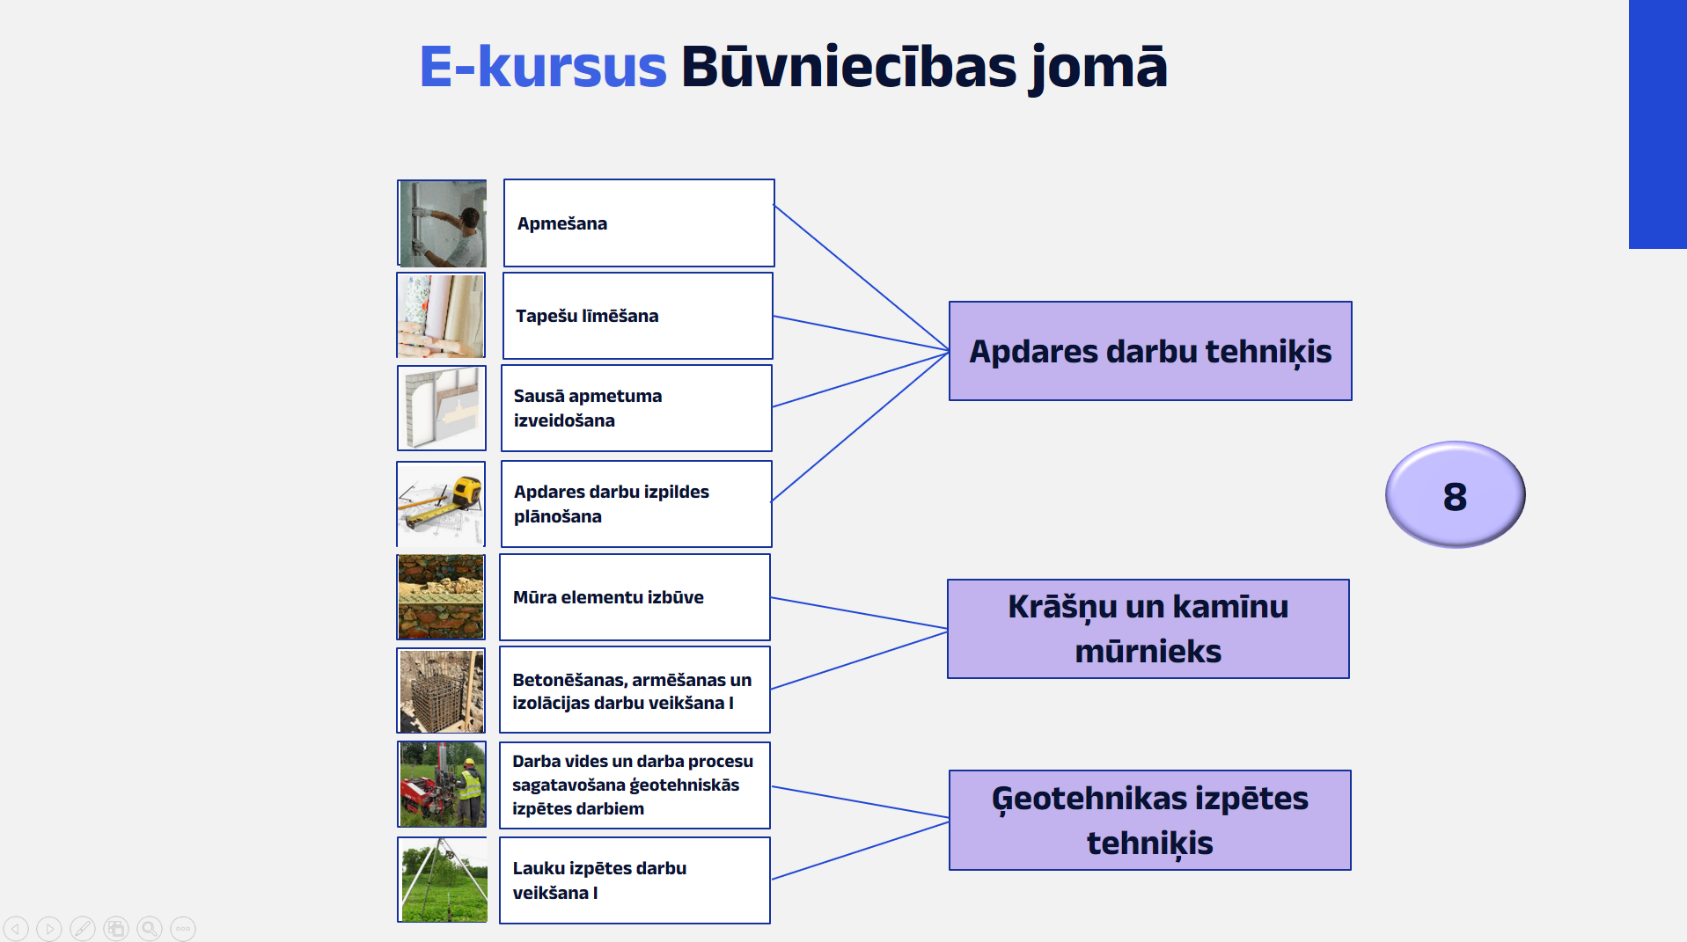 E-kursus Būvniecības jomā
Apmešana
Tapešu līmēšana
Sausā apmetuma
izveidošana
Apdares darbu izpildes
plānošana
Mūra elementu izbūve
Betonēšanas, armēšanas un
izolācijas darbu veikšana I
Darba vides un darba procesu
sagatavošana ģeotehniskās
izpētes darbiem
Lauku izpētes darbu
veikšana I
Apdares darbu tehniķis
8
Krāšņu un kamīnu
mūrnieks
Ģeotehnikas izpētes
tehniķis